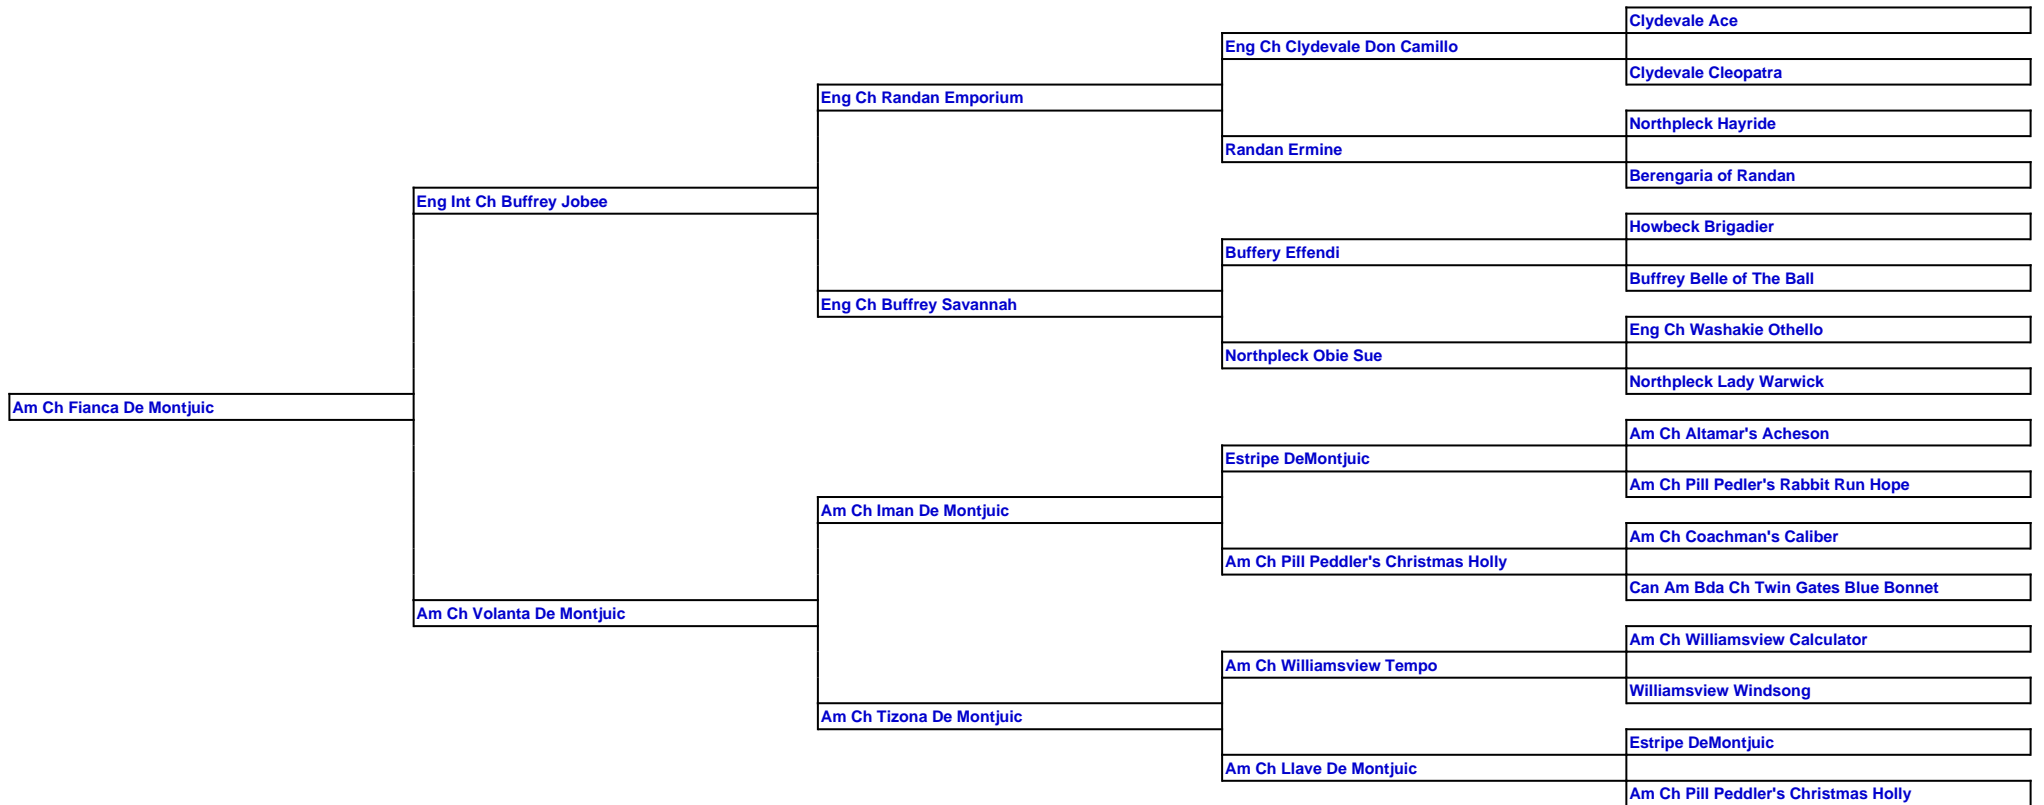 Clydevale Ace
Eng Ch Clydevale Don Camillo
Clydevale Cleopatra
Eng Ch Randan Emporium
Northpleck Hayride
Randan Ermine
Berengaria of Randan
Eng Int Ch Buffrey Jobee
Howbeck Brigadier
Buffery Effendi
Buffrey Belle of The Ball
Eng Ch Buffrey Savannah
Eng Ch Washakie Othello
Northpleck Obie Sue
Northpleck Lady Warwick
Am Ch Fianca De Montjuic
Am Ch Altamar's Acheson
Estripe DeMontjuic
Am Ch Pill Pedler's Rabbit Run Hope
Am Ch Iman De Montjuic
Am Ch Coachman's Caliber
Am Ch Pill Peddler's Christmas Holly
Can Am Bda Ch Twin Gates Blue Bonnet
Am Ch Volanta De Montjuic
Am Ch Williamsview Calculator
Am Ch Williamsview Tempo
Williamsview Windsong
Am Ch Tizona De Montjuic
Estripe DeMontjuic
Am Ch Llave De Montjuic
Am Ch Pill Peddler's Christmas Holly